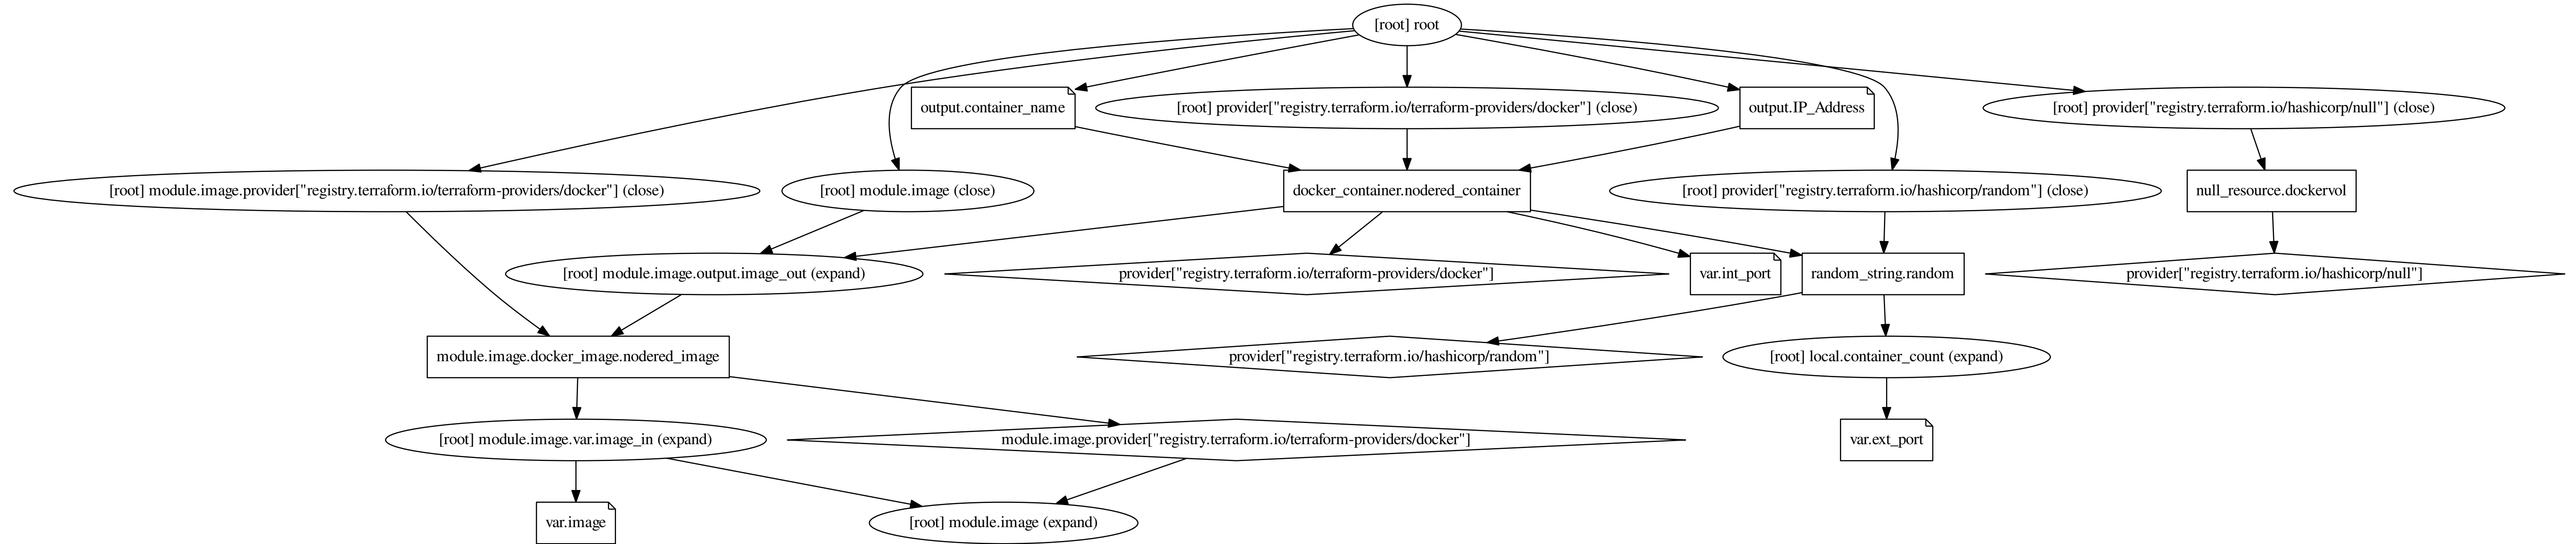 [root] root
output.container_name
[root] provider["registry.terraform.io/terraform-providers/docker"] (close)
output.IP_Address
[root] provider["registry.terraform.io/hashicorp/null"] (close)
[root] module.image.provider["registry.terraform.io/terraform-providers/docker"] (close)
[root] module.image (close)
docker_container.nodered_container
[root] provider["registry.terraform.io/hashicorp/random"] (close)
null_resource.dockervol
[root] module.image.output.image_out (expand)
provider["registry.terraform.io/terraform-providers/docker"]
var.int_port
random_string.random
provider["registry.terraform.io/hashicorp/null"]
module.image.docker_image.nodered_image
provider["registry.terraform.io/hashicorp/random"]
[root] local.container_count (expand)
[root] module.image.var.image_in (expand)
module.image.provider["registry.terraform.io/terraform-providers/docker"]
var.ext_port
var.image
[root] module.image (expand)